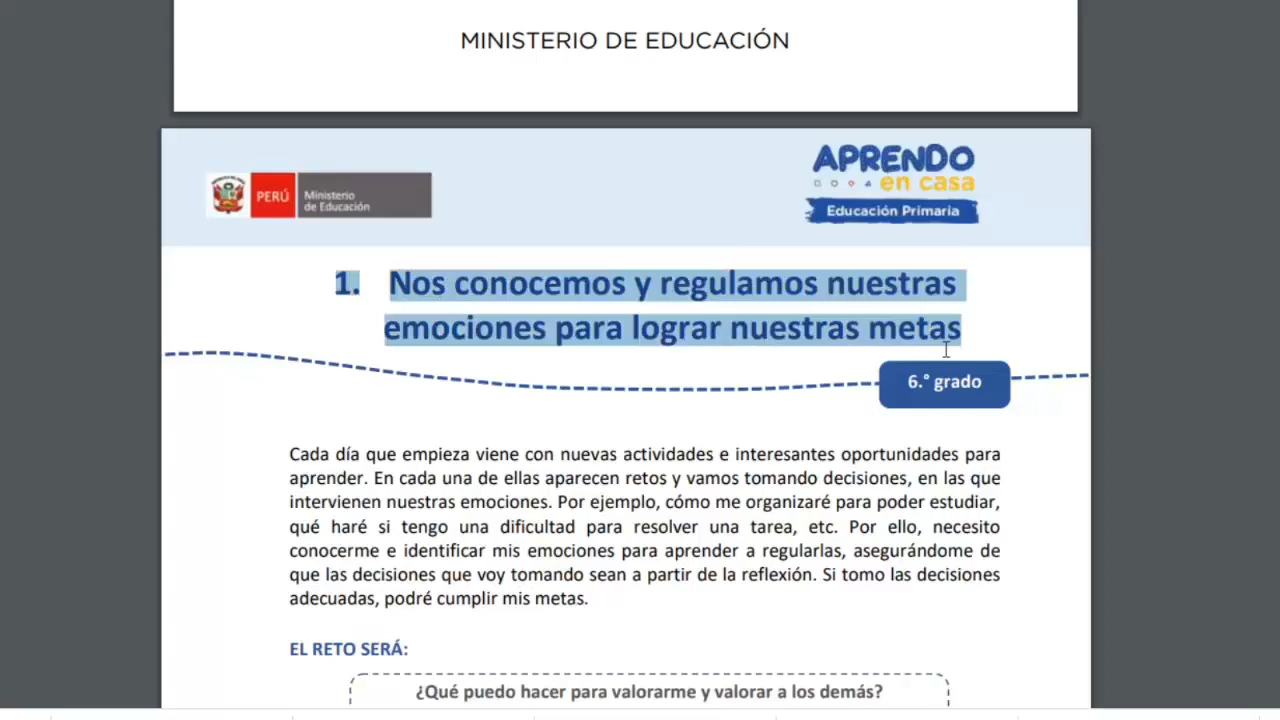 MINISTERIO DE EDUCACIÓN
PERÚ
Ministerio
de Educación
APRENDO
en casa
Educación Primaria
1. Nos conocemos y regulamos nuestras
emociones para lograr nuestras metas
6.° grado
Cada día que empieza viene con nuevas actividades e interesantes oportunidades para
aprender. En cada una de ellas aparecen retos y vamos tomando decisiones, en las que
intervienen nuestras emociones. Por ejemplo, cómo me organizaré para poder estudiar,
qué haré si tengo una dificultad para resolver una tarea, etc. Por ello, necesito
conocerme e identificar mis emociones para aprender a regularlas, asegurándome de
que las decisiones que voy tomando sean a partir de la reflexión. Si tomo las decisiones
adecuadas, podré cumplir mis metas.
EL RETO SERÁ:
¿Qué puedo hacer para valorarme y valorar a los demás?